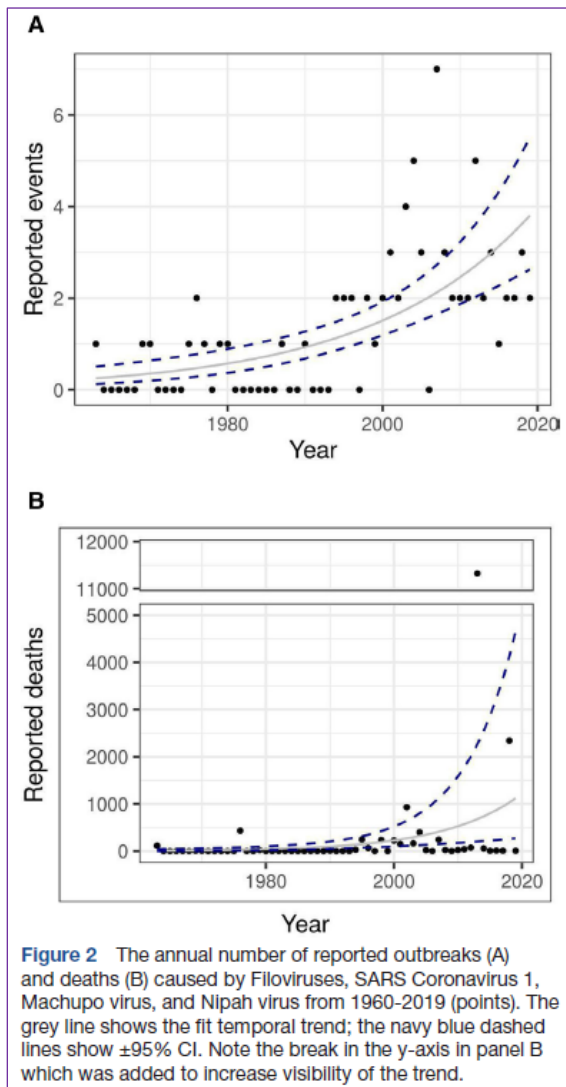 A
6
4
2
0
Reported events
1980
2000
2020
Year
B
12000
11000
5000
4000
3000
2000
1000
0
Reported deaths
1980
2000
2020
Year
Figure 2 The annual number of reported outbreaks (A)
and deaths (B) caused by Filoviruses, SARS Coronavirus 1,
Machupo virus, and Nipah virus from 1960-2019 (points). The
grey line shows the fit temporal trend; the navy blue dashed
lines show ±95% CI. Note the break in the y-axis in panel B
which was added to increase visibility of the trend.